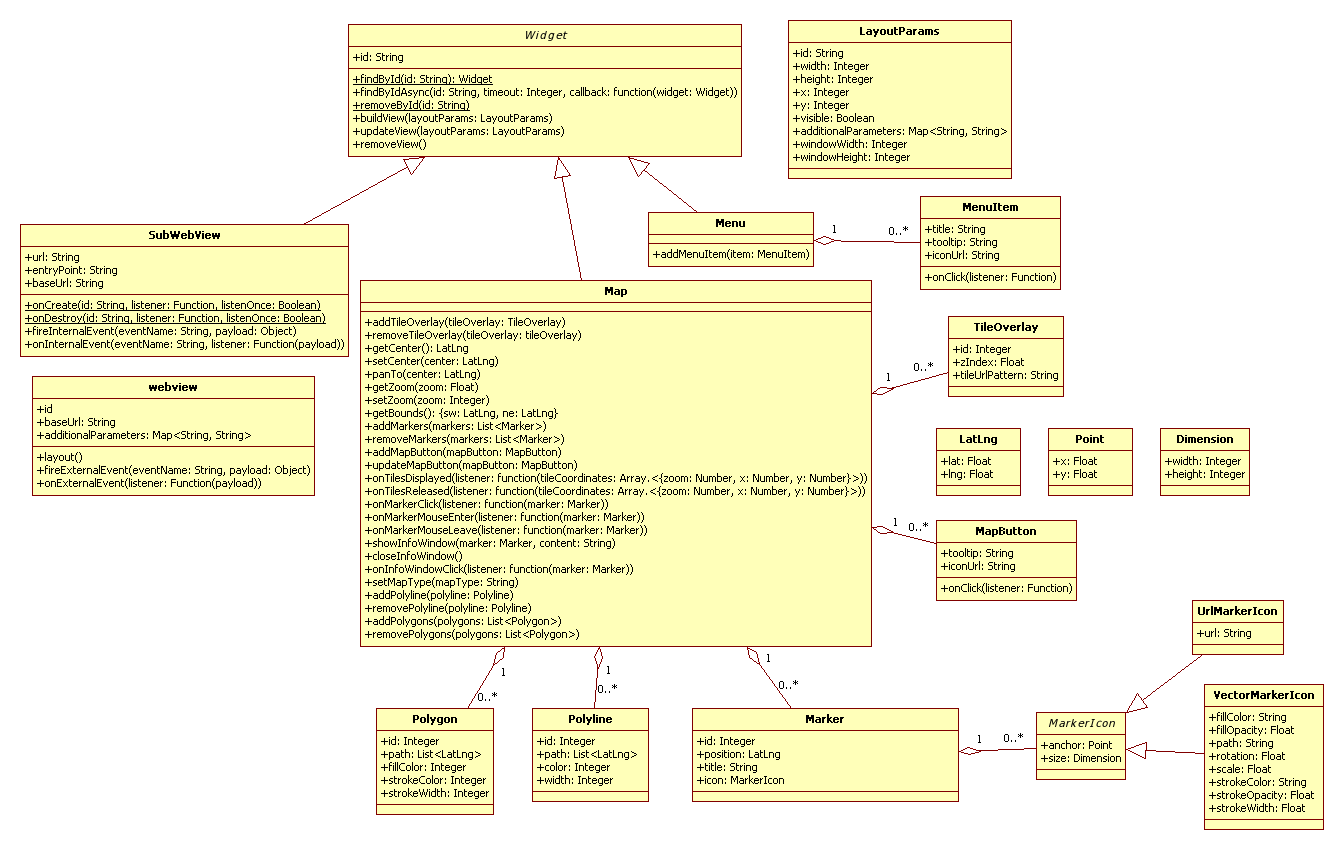 Widget
+id: String
+findById(id: String): Widget
+findByIdAsync(id: String, timeout: Integer, callback: function(widget: Widget))
+removeById(id: String)
+buildView(layoutParams: LayoutParams)
+updateView(layoutParams: LayoutParams)
+removeView()
LayoutParams
+id: String
+width: Integer
+height: Integer
+x: Integer
+y: Integer
+visible: Boolean
+additionalParameters: Map<String, String>
+windowWidth: Integer
+windowHeight: Integer
SubWebView
+url: String
+entryPoint: String
+baseUrl: String
+onCreate(id: String, listener: Function, listenOnce: Boolean)
+onDestroy(id: String, listener: Function, listenOnce: Boolean)
+fireInternalEvent(eventName: String, payload: Object)
+onInternalEvent(eventName: String, listener: Function(payload))
Menu
+addMenuItem(item: MenuItem)
1
0..*
MenuItem
+title: String
+tooltip: String
+iconUrl: String
+onClick(listener: Function)
webview
+id
+baseUrl: String
+additionalParameters: Map<String, String>
+layout()
+fireExternalEvent(eventName: String, payload: Object)
+onExternalEvent(listener: Function(payload))
Map
+addTileOverlay(tileOverlay: TileOverlay)
+removeTileOverlay(tileOverlay: tileOverlay)
+getCenter(): LatLng
+setCenter(center: LatLng)
+panTo(center: LatLng)
+getZoom(zoom: Float)
+setZoom(zoom: Integer)
+getBounds(): {sw: LatLng, ne: LatLng}
+addMarkers(markers: List<Marker>)
+removeMarkers(markers: List<Marker>)
+addMapButton(mapButton: MapButton)
+updateMapButton(mapButton: MapButton)
+onTilesDisplayed(listener: function(tileCoordinates: Array.<{zoom: Number, x: Number, y: Number}>))
+onTilesReleased(listener: function(tileCoordinates: Array.<{zoom: Number, x: Number, y: Number}>))
+onMarkerClick(listener: function(marker: Marker))
+onMarkerMouseEnter(listener: function(marker: Marker))
+onMarkerMouseLeave(listener: function(marker: Marker))
+showInfoWindow(marker: Marker, content: String)
+closeInfoWindow()
+onInfoWindowClick(listener: function(marker: Marker))
+setMapType(mapType: String)
+addPolyline(polyline: Polyline)
+removePolyline(polyline: Polyline)
+addPolygons(polygons: List<Polygon>)
+removePolygons(polygons: List<Polygon>)
1
0..*
TileOverlay
+id: Integer
+zIndex: Float
+tileUrlPattern: String
LatLng
+lat: Float
+lng: Float
Point
+x: Float
+y: Float
Dimension
+width: Integer
+height: Integer
1
0..*
MapButton
+tooltip: String
+iconUrl: String
+onClick(listener: Function)
1
0..*
Polygon
+id: Integer
+path: List<LatLng>
+fillColor: Integer
+strokeColor: Integer
+strokeWidth: Integer
1
0..*
Polyline
+id: Integer
+path: List<LatLng>
+color: Integer
+width: Integer
1
0..*
Marker
+id: Integer
+position: LatLng
+title: String
+icon: MarkerIcon
1
0..*
MarkerIcon
+anchor: Point
+size: Dimension
UrlMarkerIcon
+url: String
VectorMarkerIcon
+fillColor: String
+fillOpacity: Float
+path: String
+rotation: Float
+scale: Float
+strokeColor: String
+strokeOpacity: Float
+strokeWidth: Float